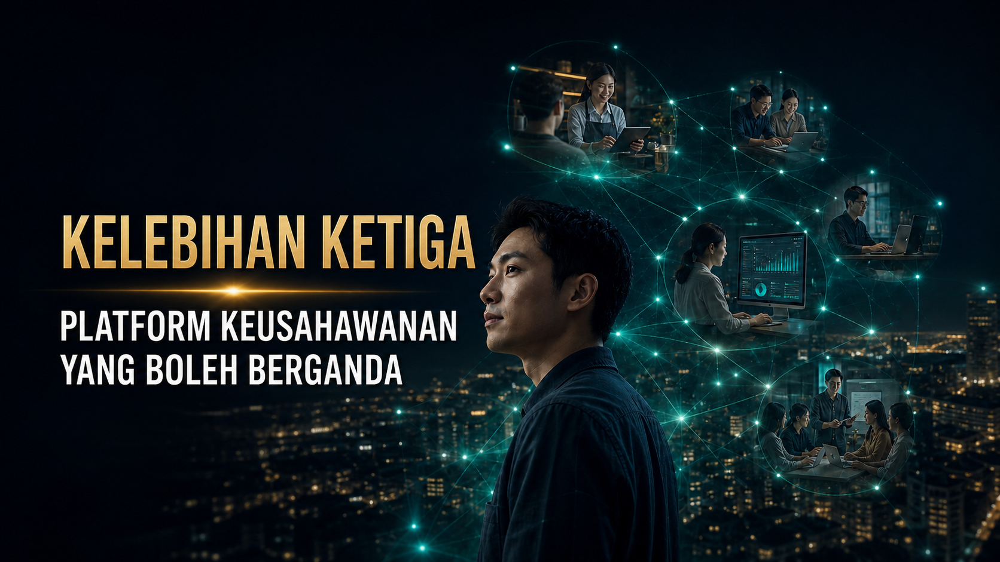 KELEBIHAN KETIGA
PLATFORM KEUSAHAWANAN
YANG BOLEH BERGANDA